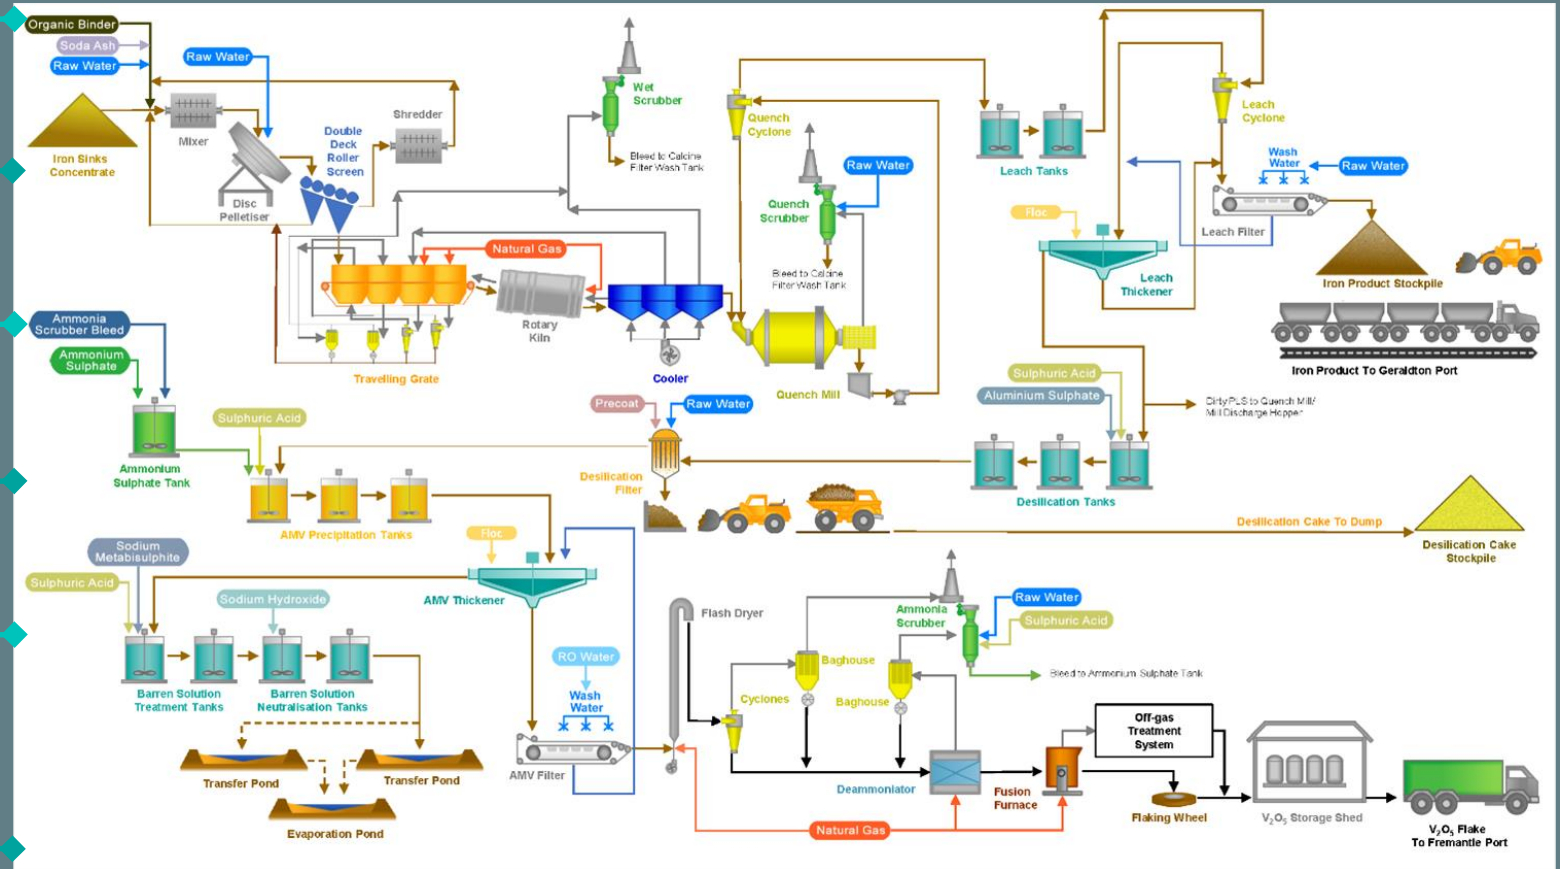 Organic Binder
Soda Ash
Raw Water
Raw Water
Iron Sinks
Concentrate
Mixer
Disc
Pelletiser
Double
Deck
Roller
Screen
Shredder
Wet
Scrubber
Bleed to Calcine
Filter Wash Tank
Natural Gas
Travelling Grate
Rotary
Kiln
Cooler
Quench
Cyclone
Quench
Scrubber
Raw Water
Bleed to Calcine
Filter Wash Tank
Quench Mill
Leach Tanks
Leach
Cyclone
Wash
Water
Raw Water
Leach Filter
Floc
Leach
Thickener
Iron Product Stockpile
Iron Product To Geraldton Port
Sulphuric Acid
Aluminium Sulphate
Dirty PLS to Quench Mill/
Mill Discharge Hopper
Desilication Tanks
Precoat
Raw Water
Desilication
Filter
Desilication Cake To Dump
Desilication Cake
Stockpile
Ammonia
Scrubber Bleed
Ammonium
Sulphate
Ammonium
Sulphate Tank
Sulphuric Acid
AMV Precipitation Tanks
Floc
AMV Thickener
Sodium
Metabisulphite
Sulphuric Acid
Sodium Hydroxide
Barren Solution
Treatment Tanks
Barren Solution
Neutralisation Tanks
Transfer Pond
Transfer Pond
Evaporation Pond
RO Water
Wash
Water
AMV Filter
Flash Dryer
Cyclones
Baghouse
Baghouse
Ammonia
Scrubber
Raw Water
Sulphuric Acid
Bleed to Ammonium Sulphate Tank
Deammoniator
Natural Gas
Fusion
Furnace
Off-gas
Treatment
System
Flaking Wheel
V₂O₅ Storage Shed
V₂O₅ Flake
To Fremantle Port